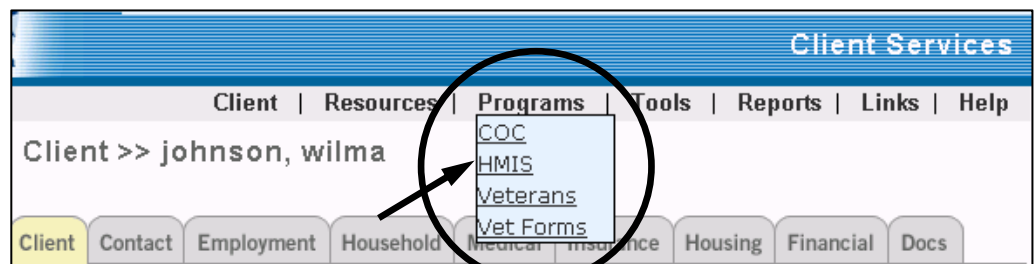 Client Services
Client | Resources | Programs | Tools | Reports | Links | Help
COC
Client >> johnson, wilma
HMIS
Veterans
Vet Forms
Client Contact Employment Household Medical Insurance Housing Financial Docs